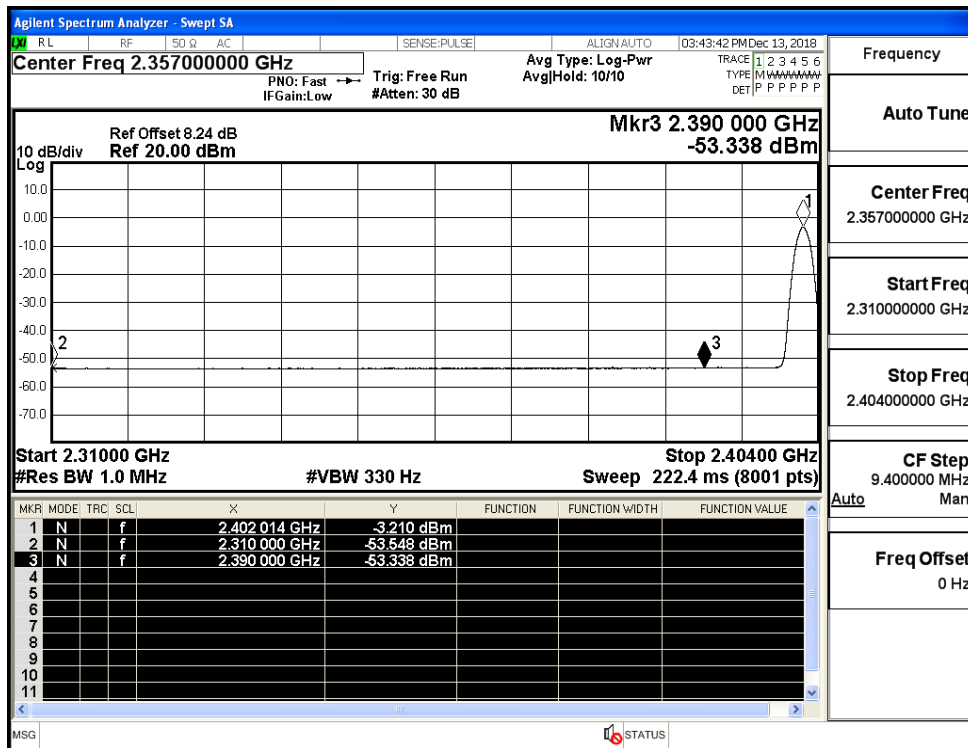 Agilent Spectrum Analyzer - Swept SA
LXI RL RF 50 Ω AC SENSE:PULSE ALIGN AUTO 03:43:42 PM Dec 13, 2018
Center Freq 2.357000000 GHz
PNO: Fast
IFGain:Low
Trig: Free Run
#Atten: 30 dB
Avg Type: Log-Pwr
Avg|Hold: 10/10
TRACE 1 2 3 4 5 6
TYPE M WWWWW
DET P P P P P P
Ref Offset 8.24 dB
Ref 20.00 dBm
10 dB/div
Log
Mkr3 2.390 000 GHz
-53.338 dBm
10.0
0.00
-10.0
-20.0
-30.0
-40.0
-50.0
-60.0
-70.0
1
2
3
Start 2.31000 GHz
Stop 2.40400 GHz
#Res BW 1.0 MHz
#VBW 330 Hz
Sweep 222.4 ms (8001 pts)
MKR MODE TRC SCL X Y FUNCTION FUNCTION WIDTH FUNCTION VALUE
1 N f 2.402 014 GHz -3.210 dBm
2 N f 2.310 000 GHz -53.548 dBm
3 N f 2.390 000 GHz -53.338 dBm
4
5
6
7
8
9
10
11
MSG STATUS
Frequency
Auto Tune
Center Freq
2.357000000 GHz
Start Freq
2.310000000 GHz
Stop Freq
2.404000000 GHz
CF Step
9.400000 MHz
Auto Man
Freq Offset
0 Hz